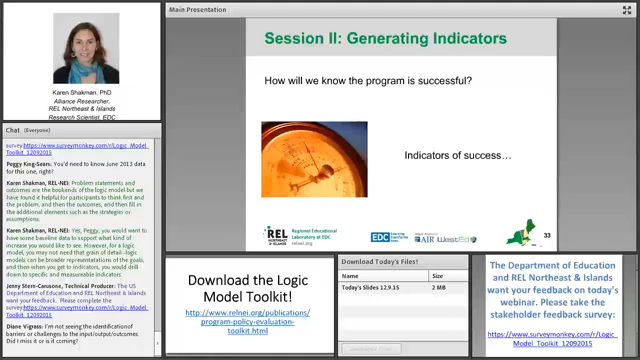 Main Presentation
Karen Shakman, PhD
Alliance Researcher,
REL Northeast & Islands
Research Scientist, EDC
Chat (Everyone)
survey:https://www.surveymonkey.com/r/Logic_Model_
Toolkit_12092015
Peggy King-Sears: You'd need to know June 2013 data
for this one, right?
Karen Shakman, REL-NEI: Problem statements and
outcomes are the bookends of the logic model but we
have found it helpful for participants to think first and the
problem, and then the outcomes, and then fill in the
additional elements such as the strategies or
assumptions.
Karen Shakman, REL-NEI: Yes, Peggy, you would want to
have some baseline data to support what kind of
increase you would like to see. However, for a logic
model, you may not need that grain of detail--logic
models can be broader representations of the goals,
and then when you get to indicators, you would drill
down to specific and measurable indicators.
Jenny Stern-Carusone, Technical Producer: The US
Department of Education and REL Northeast & Islands
want your feedback. Please complete the
survey:https://www.surveymonkey.com/r/Logic_Model_
Toolkit_12092015
Diane Vigrass: I'm not seeing the identificationaf of
barriers or challenges to the input/output/outcomes.
Did I miss it or is it coming?
Session II: Generating Indicators
How will we know the program is successful?
Indicators of success…
REL
NORTHEAST
& ISLANDS
Regional Educational
Laboratory at EDC
relnei.org
EDC
AIR
WestEd
33
Download the Logic
Model Toolkit!
http://www.relnei.org/publications/
program-policy-evaluation-
toolkit.html
Download Today's Files!
Name
Size
Today's Slides 12.9.15
2 MB
The Department of Education
and REL Northeast & Islands
want your feedback on today's
webinar. Please take the
stakeholder feedback survey:
https://www.surveymonkey.com/r/Logic_
Model_Toolkit_12092015